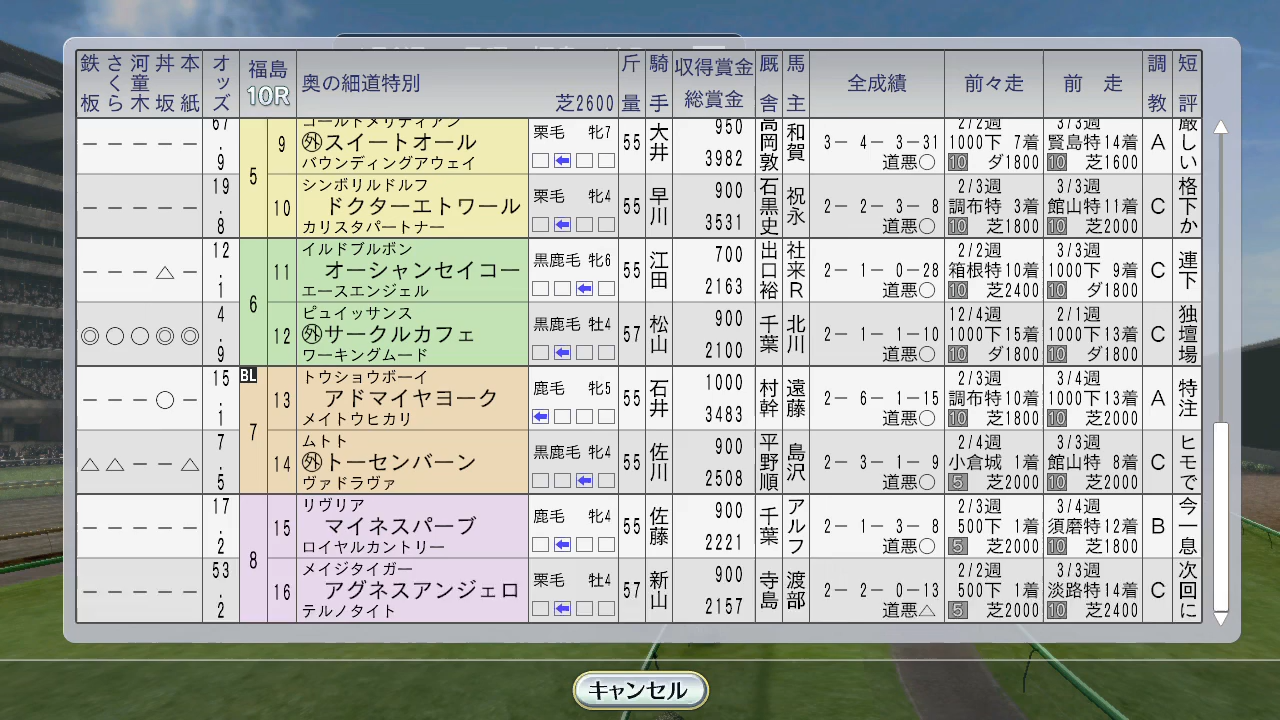 鉄板 さくら 河童木 丼坂 本紙 オッズ 福島10R 奥の細道特別 芝2600 斤量 騎手 収得賞金 総賞金 厩舎 馬主 全成績 前々走 前走 調教 短評
－ － － － － 67.9 5 9 ゴールドメリディアン 栗毛 牝7 55 大井 950 高岡敦 和賀 3－ 4－ 3－31 2/2週 3/3週 A 厳しい
外スイートオール 3982 道悪○ 1000下 7着 賢島特14着
バウンディングアウェイ 10 ダ1800 10 芝1600
－ － － － － 19.8 10 シンボリルドルフ 栗毛 牝4 55 早川 900 石黒史 祝永 2－ 2－ 3－ 8 2/3週 3/3週 C 格下か
ドクターエトワール 3531 道悪○ 調布特 3着 館山特11着
カリスタパートナー 10 芝1800 10 芝2000
－ － － △ － 12.1 6 11 イルドブルボン 黒鹿毛 牝6 55 江田 700 出口裕 社来R 2－ 1－ 0－28 2/2週 3/3週 C 連下
オーシャンセイコー 2163 道悪○ 箱根特10着 1000下 9着
エースエンジェル 10 芝2400 10 ダ1800
◎ ○ ○ ◎ ◎ 4.9 12 ピュイッサンス 黒鹿毛 牡4 57 松山 900 千葉 北川 2－ 1－ 1－10 12/4週 2/1週 C 独壇場
外サークルカフェ 2100 道悪○ 1000下15着 1000下13着
ワーキングムード 10 ダ1800 10 ダ1800
－ － － ○ － 15.1 BL 7 13 トウショウボーイ 鹿毛 牝5 55 石井 1000 村幹 遠藤 2－ 6－ 1－15 2/3週 3/4週 A 特注
アドマイヤヨーク 3483 道悪○ 調布特10着 1000下13着
メイトウヒカリ 10 芝1800 10 芝2000
△ △ － － △ 7.5 14 ムトト 黒鹿毛 牝4 55 佐川 900 平野順 島沢 2－ 3－ 1－ 9 2/4週 3/3週 C ヒモで
外トーセンバーン 2508 道悪○ 小倉城 1着 館山特 8着
ヴァドラヴァ 5 芝2000 10 芝2000
－ － － － － 17.2 8 15 リヴリア 鹿毛 牝4 55 佐藤 900 千葉 アルフ 2－ 1－ 3－ 8 2/3週 3/4週 B 今一息
マイネスパーブ 2221 道悪○ 500下 1着 須磨特12着
ロイヤルカントリー 5 芝2000 10 芝1800
－ － － － － 53.2 16 メイジタイガー 栗毛 牡4 57 新山 900 寺島 渡部 2－ 2－ 0－13 2/2週 3/3週 C 次回に
アグネスアンジェロ 2157 道悪△ 500下 1着 淡路特14着
テルノタイト 5 芝2000 10 芝2400
キャンセル